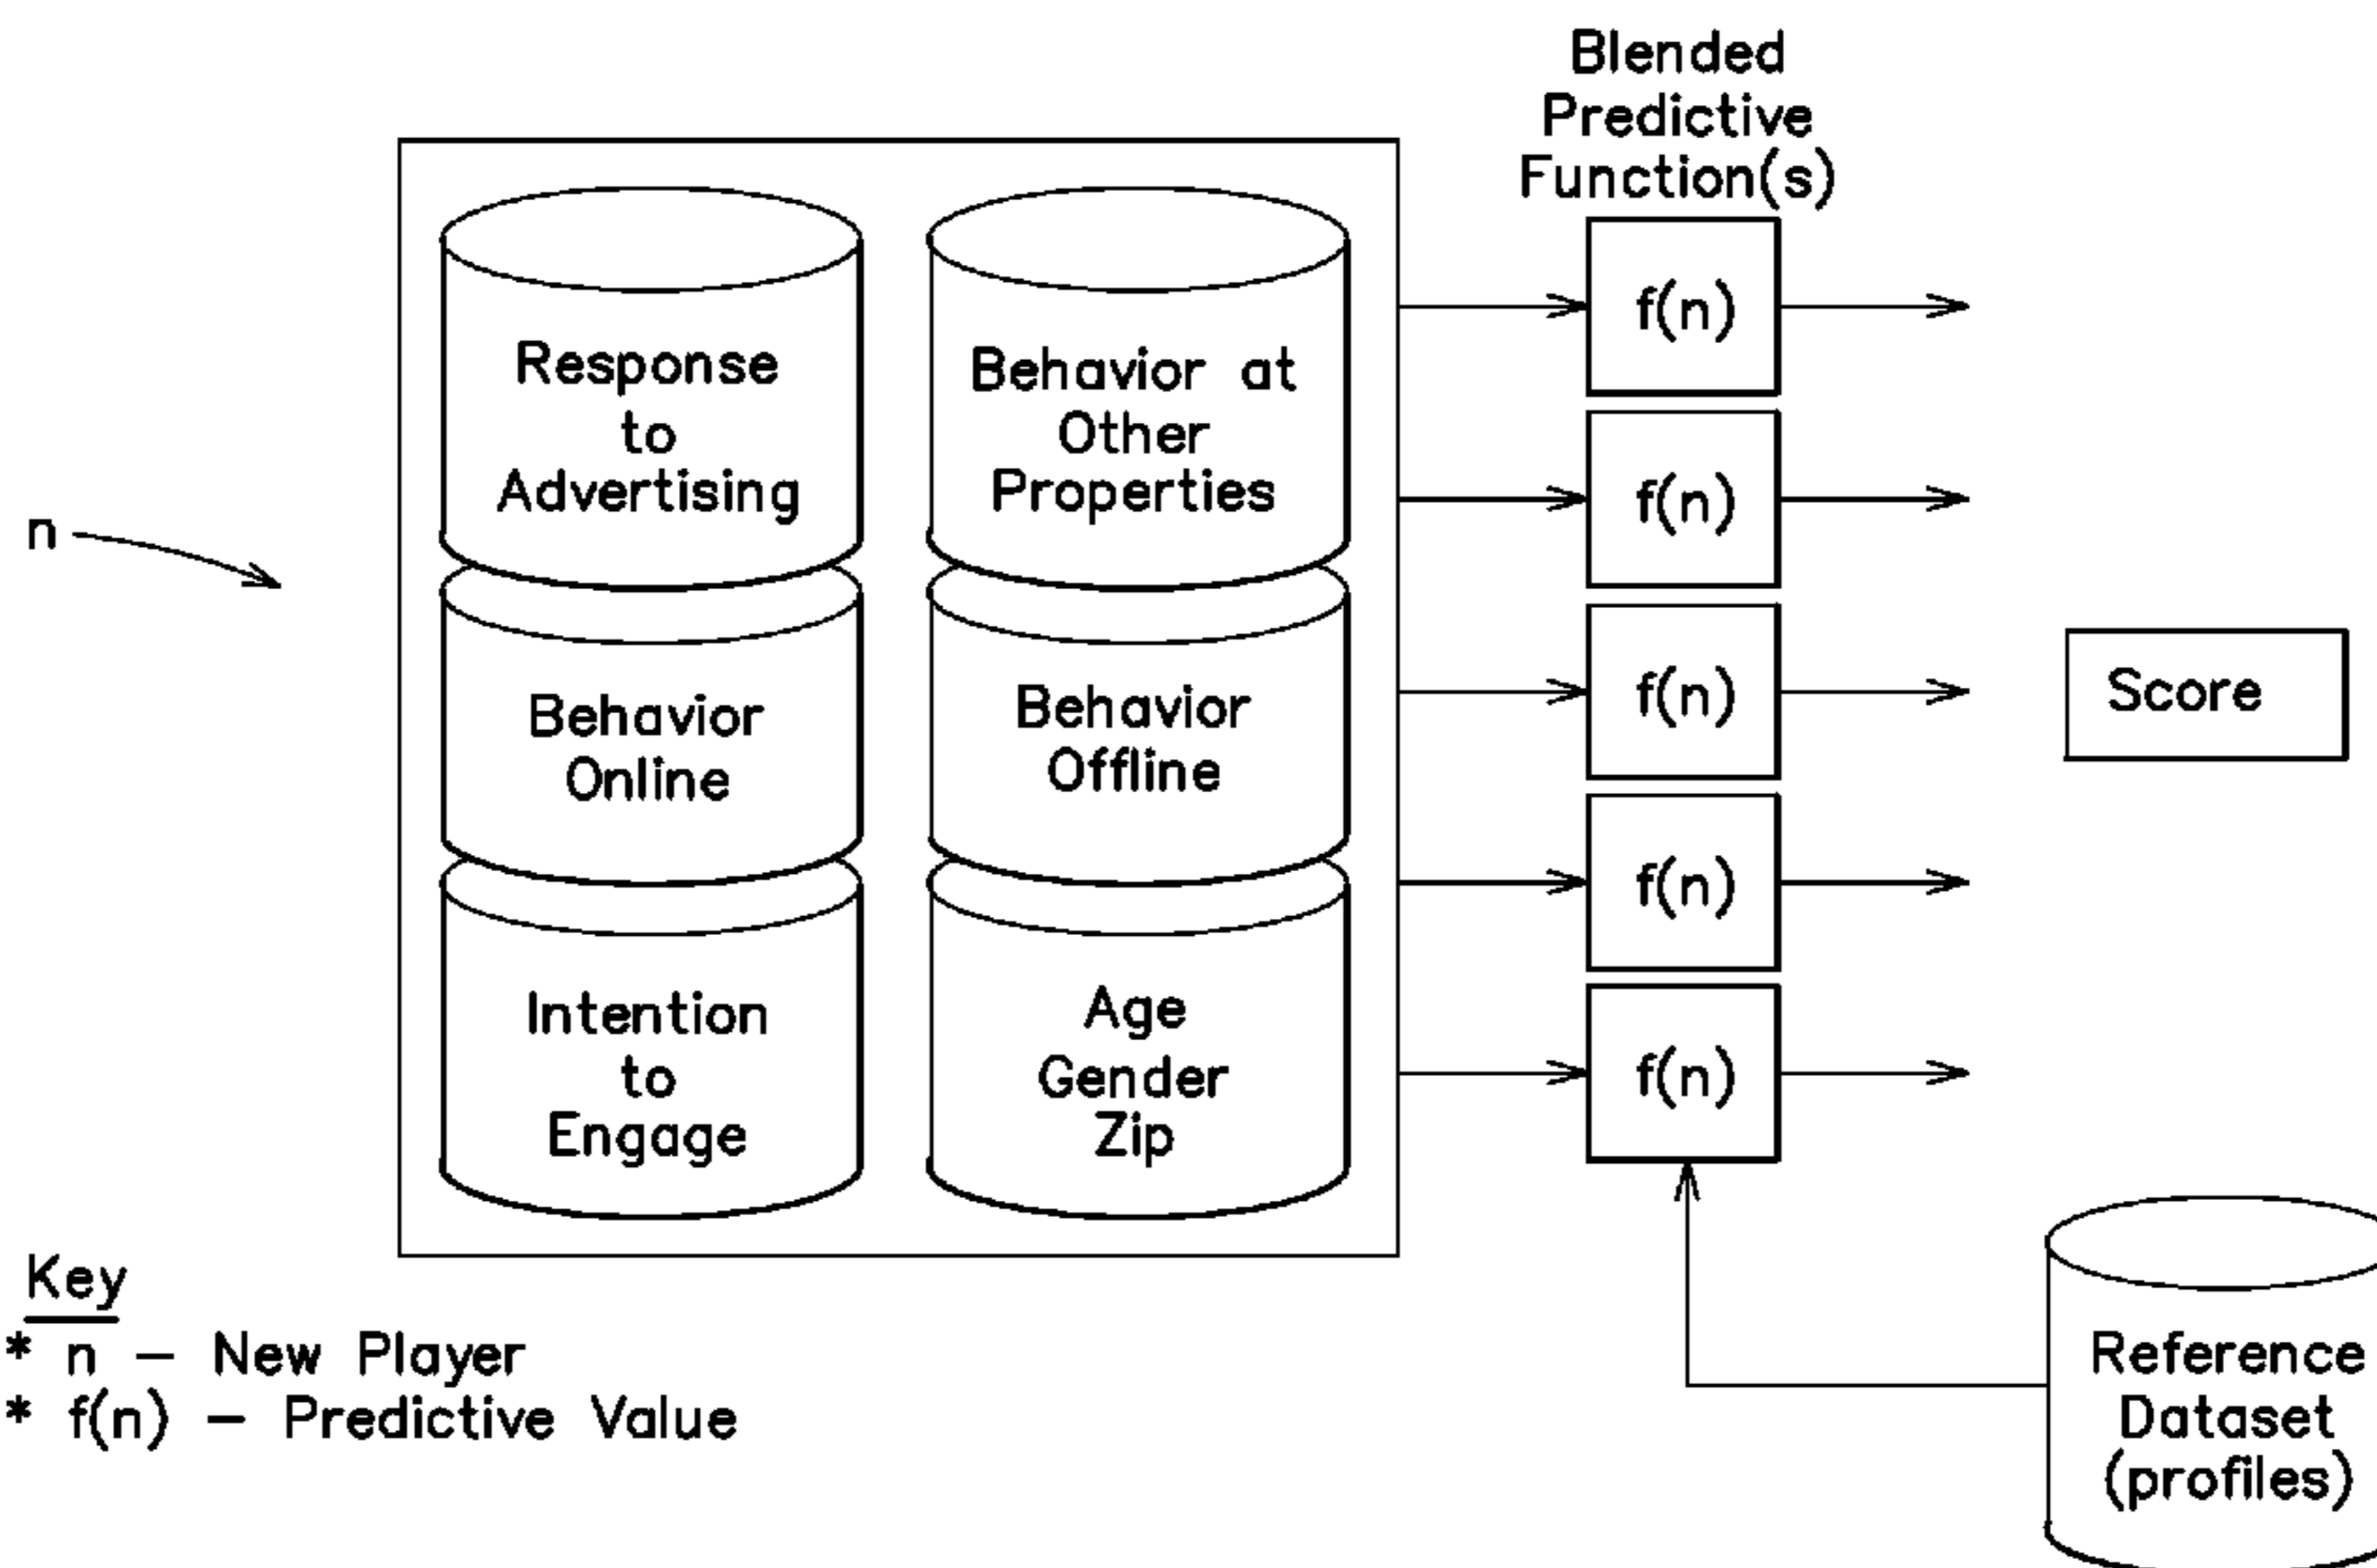 Blended
Predictive
Function(s)
Response
to
Advertising
Behavior at
Other
Properties
n
Behavior
Online
Behavior
Offline
Intention
to
Engage
Age
Gender
Zip
f(n)
f(n)
f(n)
f(n)
f(n)
Score
Key
* n – New Player
* f(n) – Predictive Value
Reference
Dataset
(profiles)